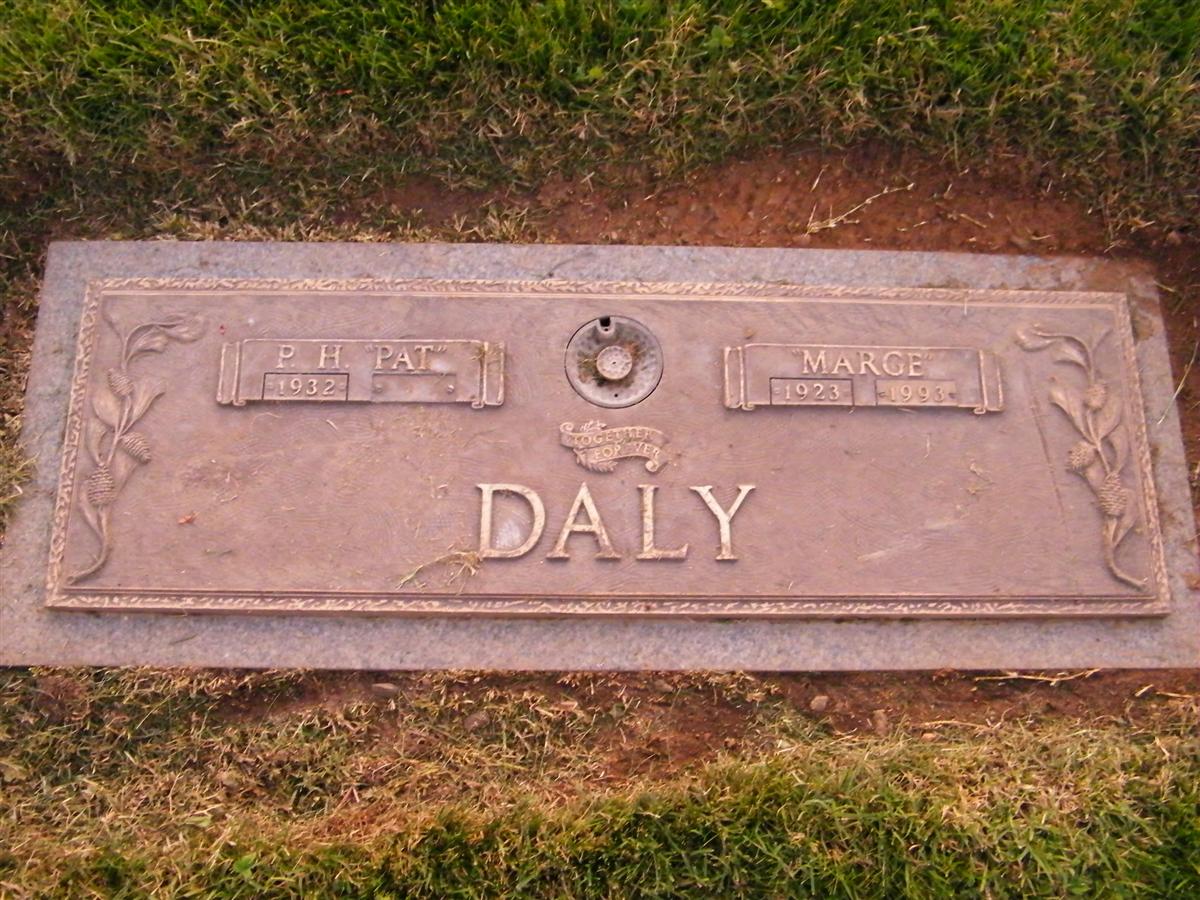 P. H. "PAT"
1932
"MARGE"
1923 1993
TOGETHER
FOREVER
DALY